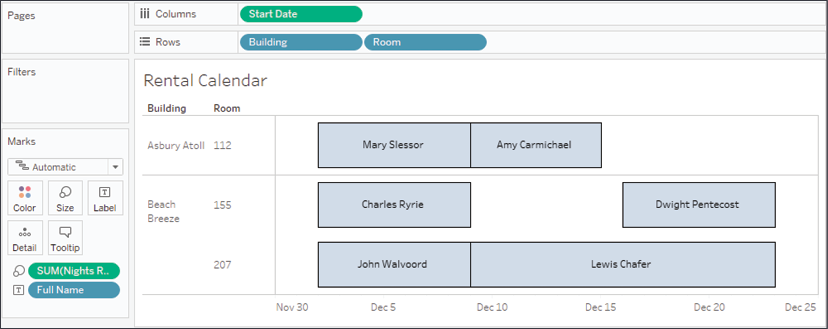 Pages
Columns
Start Date
Rows
Building
Room
Filters
Rental Calendar
Building Room
Marks
Automatic
Color Size Label
Detail Tooltip
SUM(Nights R..
Full Name
Asbury Atoll 112 Mary Slessor Amy Carmichael
Beach
Breeze
155 Charles Ryrie Dwight Pentecost
207 John Walvoord Lewis Chafer
Nov 30 Dec 5 Dec 10 Dec 15 Dec 20 Dec 25